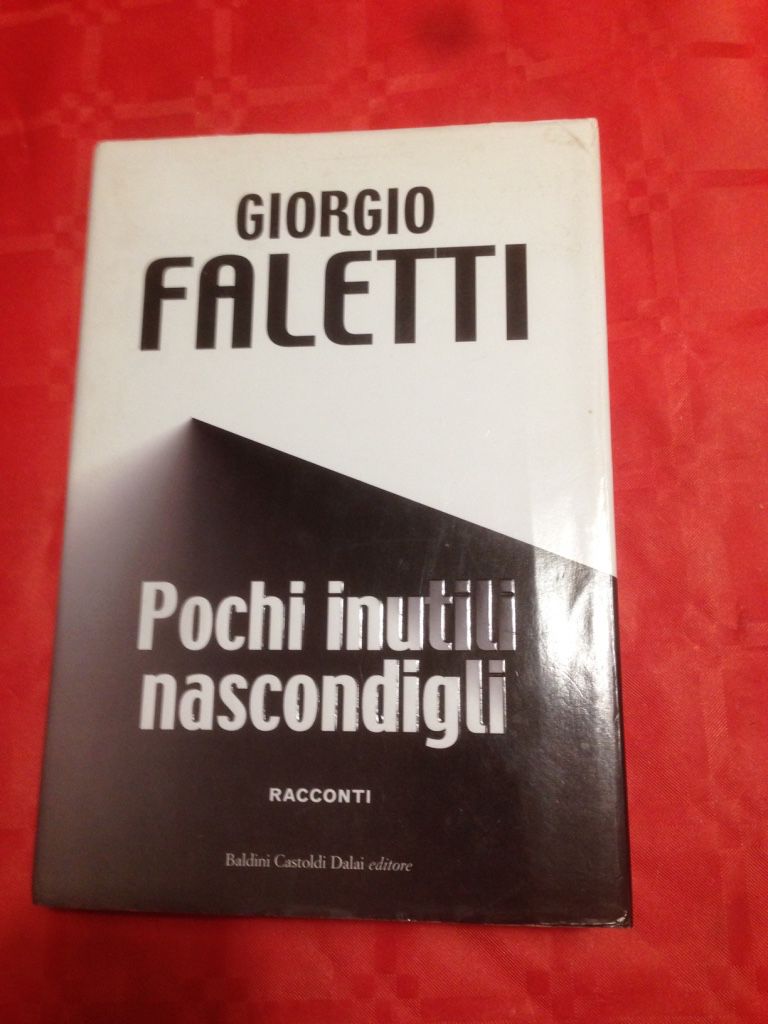 GIORGIO
FALETTI
Pochi inutili
nascondigli
RACCONTI
Baldini Castoldi Dalai editore